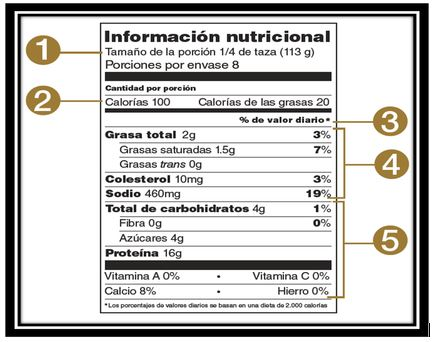 Información nutricional
1 Tamaño de la porción 1/4 de taza (113 g)
Porciones por envase 8
Cantidad por porción
2 Calorías 100 Calorías de las grasas 20
% de valor diario* 3
Grasa total 2g 3%
Grasas saturadas 1.5g 7%
Grasas trans 0g 4
Colesterol 10mg 3%
Sodio 460mg 19%
Total de carbohidratos 4g 1%
Fibra 0g 0%
Azúcares 4g 5
Proteína 16g
Vitamina A 0% • Vitamina C 0%
Calcio 8% • Hierro 0%
*Los porcentajes de valores diarios se basan en una dieta de 2.000 calorías